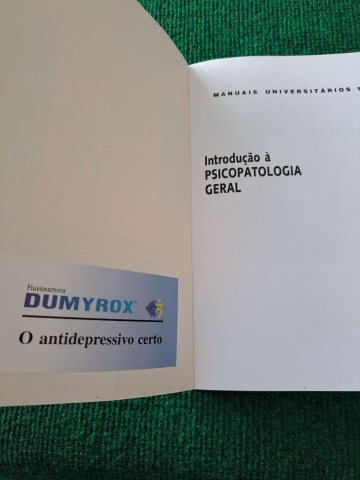 Fluvoxamina
DUMYROX®
O antidepressivo certo
MANUAIS UNIVERSITÁRIOS
Introdução à
PSICOPATOLOGIA
GERAL